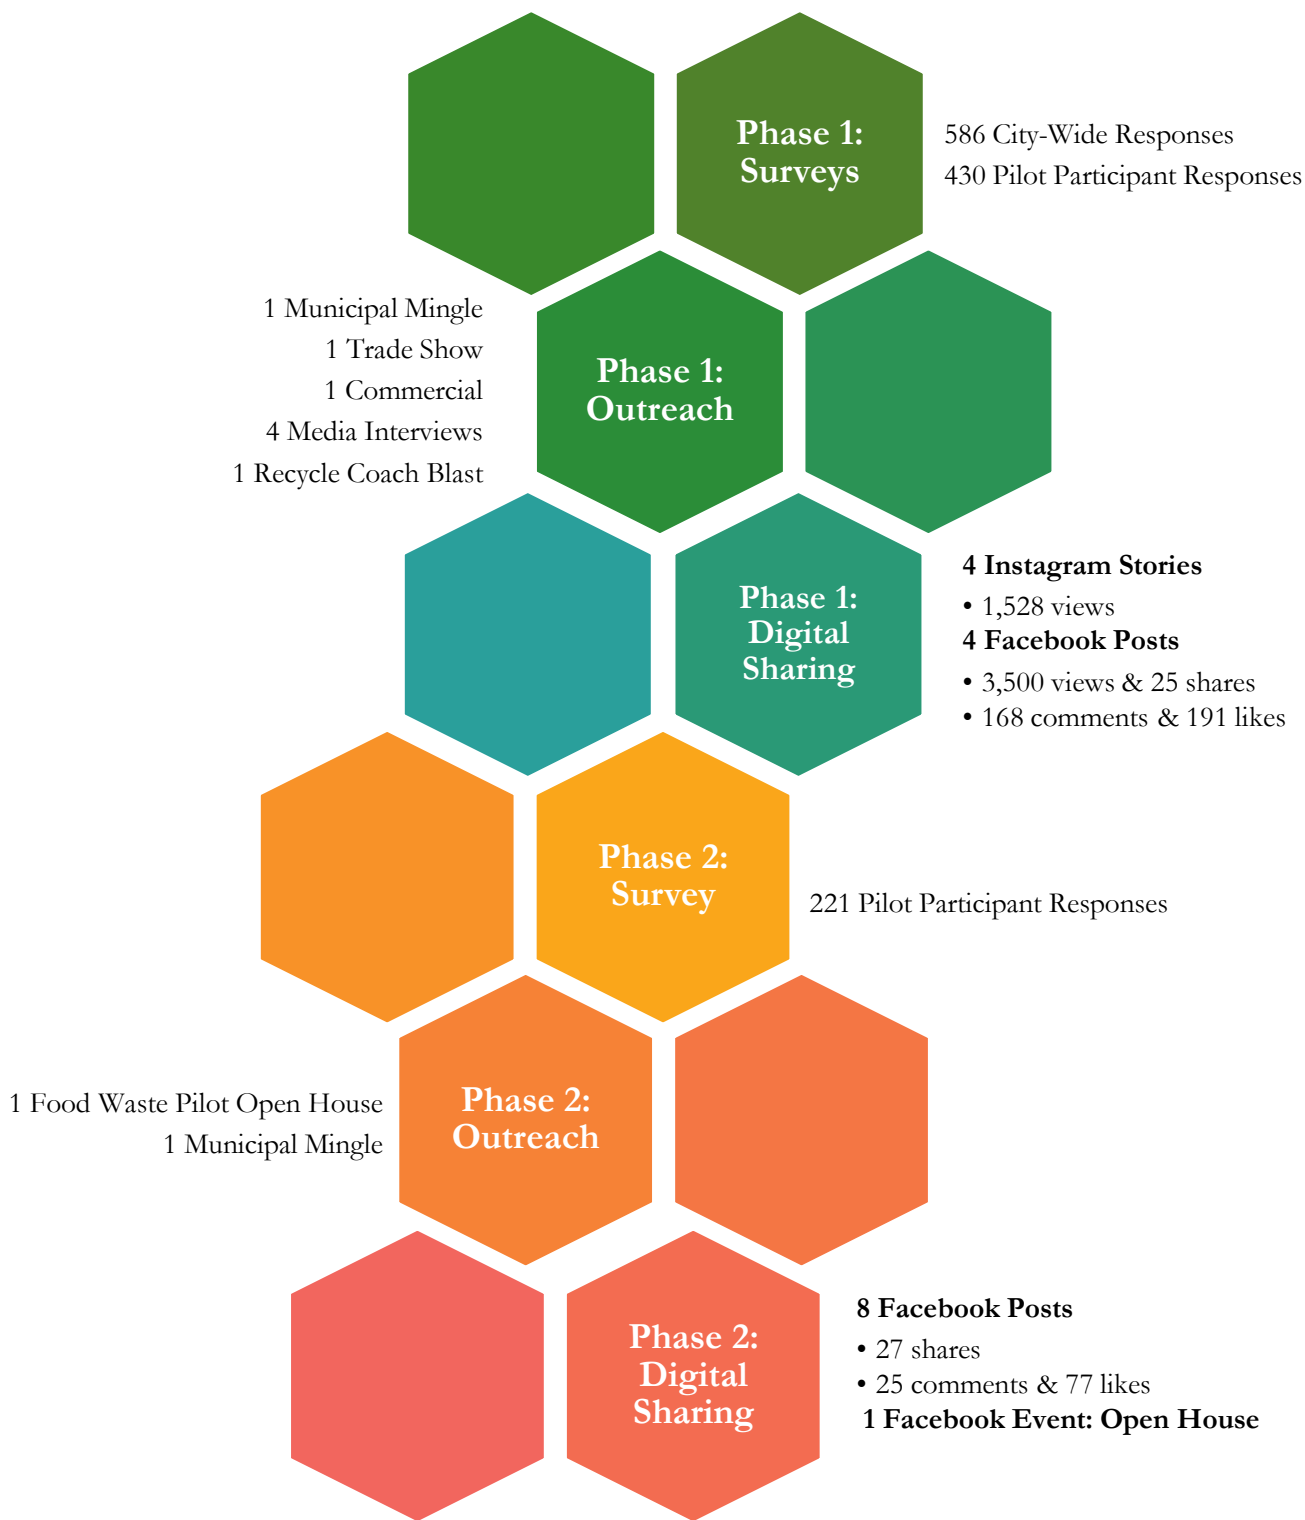 Phase 1:
Surveys
586 City-Wide Responses
430 Pilot Participant Responses
1 Municipal Mingle
1 Trade Show
1 Commercial
4 Media Interviews
1 Recycle Coach Blast
Phase 1:
Outreach
Phase 1:
Digital
Sharing
4 Instagram Stories
• 1,528 views
4 Facebook Posts
• 3,500 views & 25 shares
• 168 comments & 191 likes
Phase 2:
Survey
221 Pilot Participant Responses
1 Food Waste Pilot Open House
1 Municipal Mingle
Phase 2:
Outreach
Phase 2:
Digital
Sharing
8 Facebook Posts
• 27 shares
• 25 comments & 77 likes
1 Facebook Event: Open House